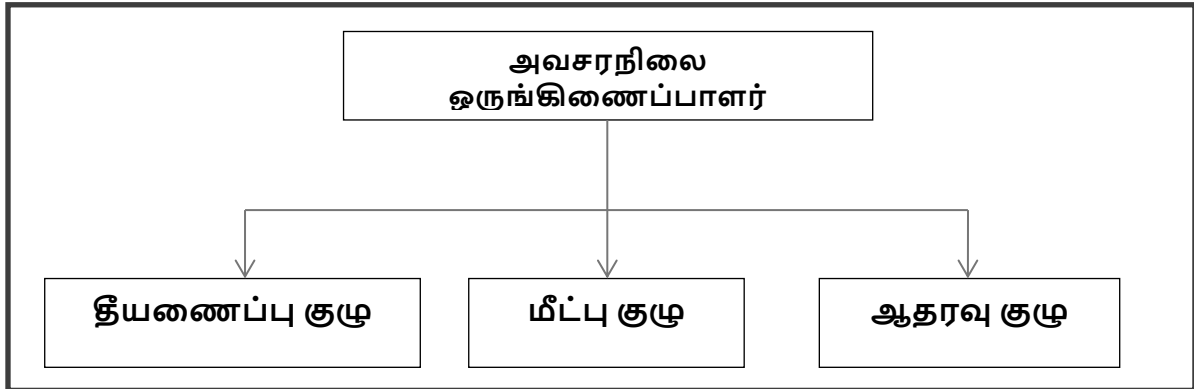 அவசரநிலை
ஒருங்கிணைப்பாளர்
தீயணைப்பு குழு
மீட்பு குழு
ஆதரவு குழு